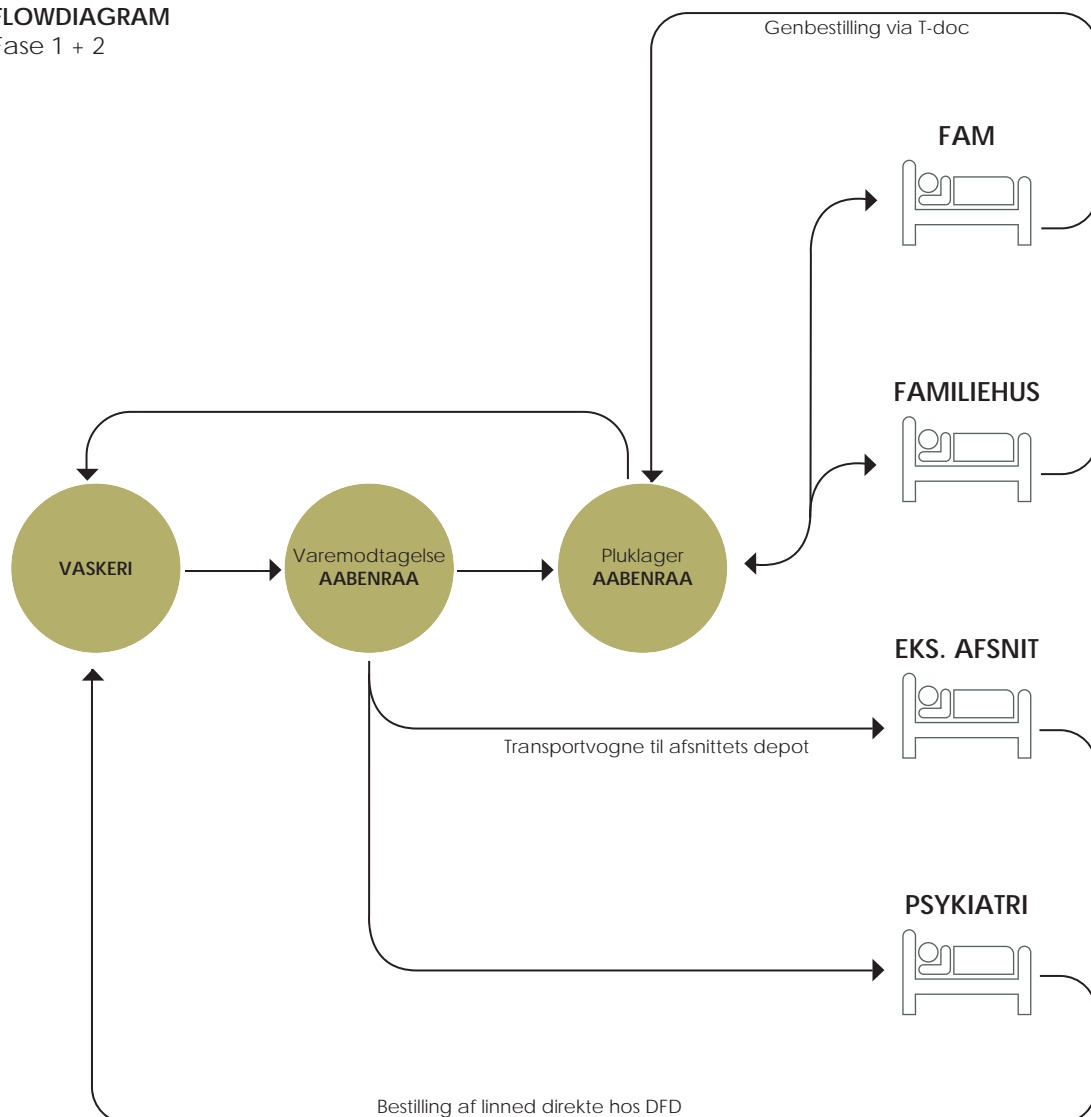 FLOWDIAGRAM
Fase 1 + 2
Genbestilling via T-doc
FAM
FAMILIEHUS
VASKERI
Varemodtagelse
AABENRAA
Pluklager
AABENRAA
EKS. AFSNIT
Transportvogne til afsnittets depot
PSYKIATRI
Bestilling af linned direkte hos DFD